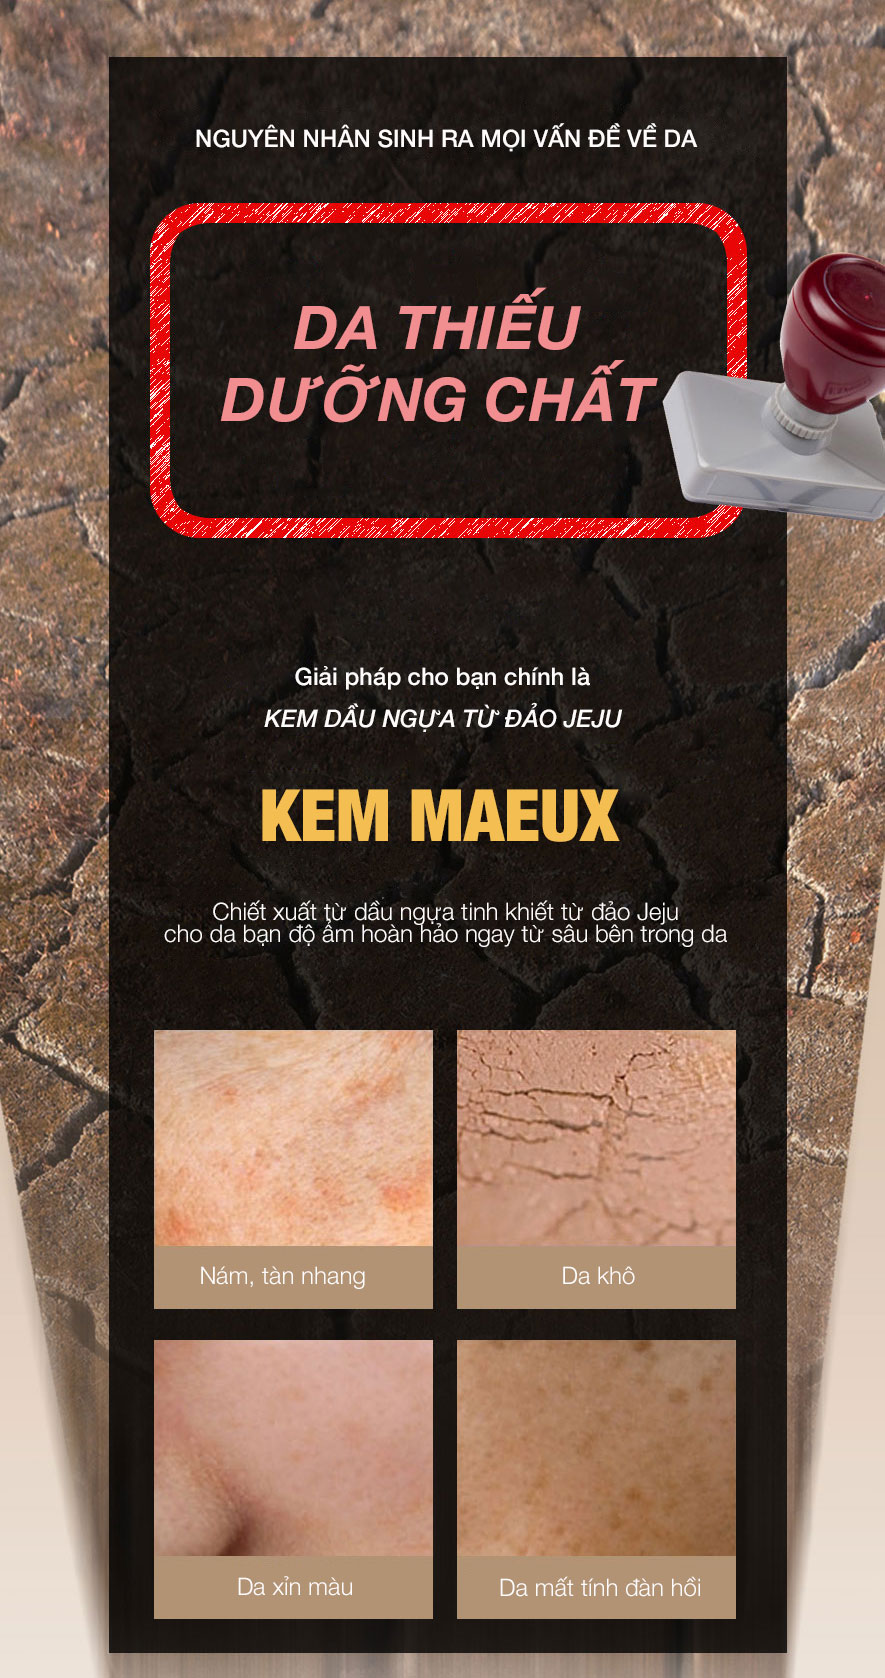 NGUYÊN NHÂN SINH RA MỌI VẤN ĐỀ VỀ DA
DA THIẾU
DƯỠNG CHẤT
Giải pháp cho bạn chính là
KEM DẦU NGỰA TỪ ĐẢO JEJU
KEM MAEUX
Chiết xuất từ dầu ngựa tinh khiết từ đảo Jeju
cho da bạn độ ẩm hoàn hảo ngay từ sâu bên trong da
Nám, tàn nhang
Da khô
Da xỉn màu
Da mất tính đàn hồi